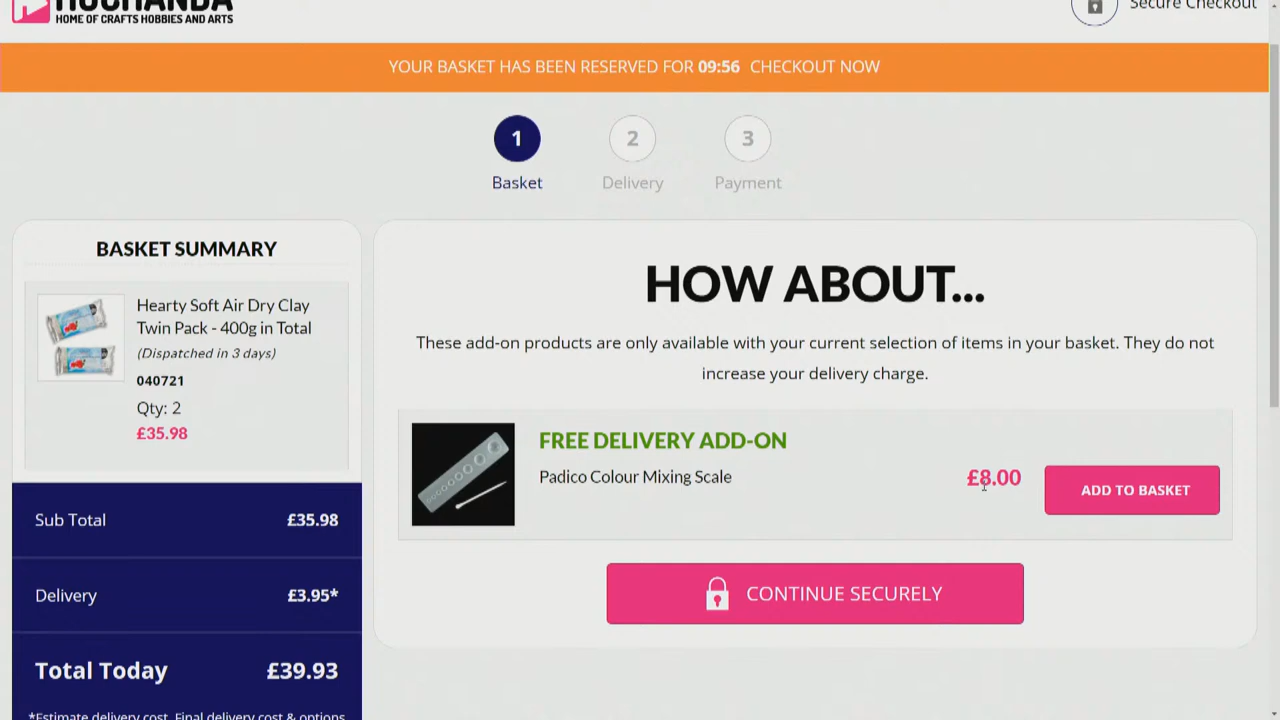 HOME OF CRAFTS HOBBIES AND ARTS
Secure Checkout
YOUR BASKET HAS BEEN RESERVED FOR 09:56 CHECKOUT NOW
1
2
3
Basket
Delivery
Payment
BASKET SUMMARY
Hearty Soft Air Dry Clay
Twin Pack - 400g in Total
(Dispatched in 3 days)
040721
Qty: 2
£35.98
Sub Total £35.98
Delivery £3.95*
Total Today £39.93
*Estimate delivery cost. Final delivery cost & options
HOW ABOUT...
These add-on products are only available with your current selection of items in your basket. They do not
increase your delivery charge.
FREE DELIVERY ADD-ON
Padico Colour Mixing Scale
£8.00
ADD TO BASKET
CONTINUE SECURELY